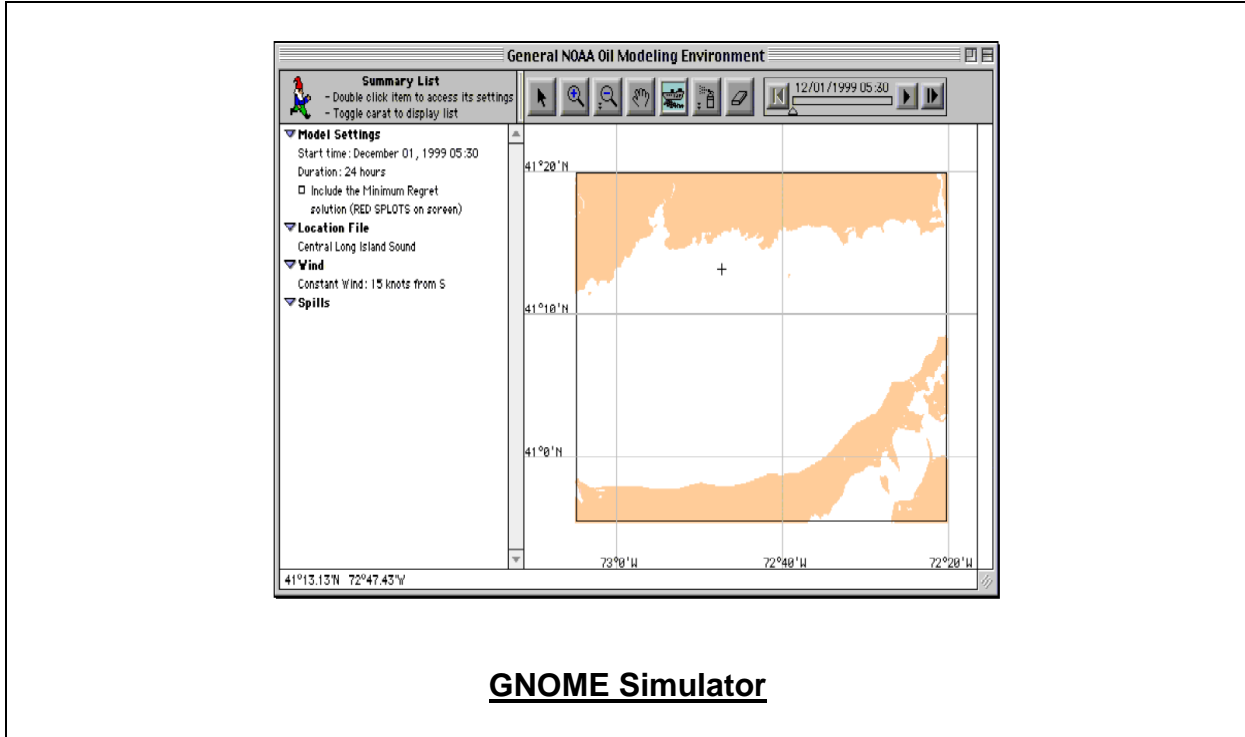 General NOAA Oil Modeling Environment
Summary List
- Double click item to access its settings
- Toggle carat to display list
12/01/1999 05:30
Model Settings
Start time: December 01, 1999 05:30
Duration: 24 hours
Include the Minimum Regret
solution (RED SPLOTS on screen)
Location File
Central Long Island Sound
Wind
Constant Wind: 15 knots from S
Spills
41°20'N
41°10'N
41°0'N
73°0'W
72°40'W
72°20'W
41°13.13'N 72°47.43'W
GNOME Simulator